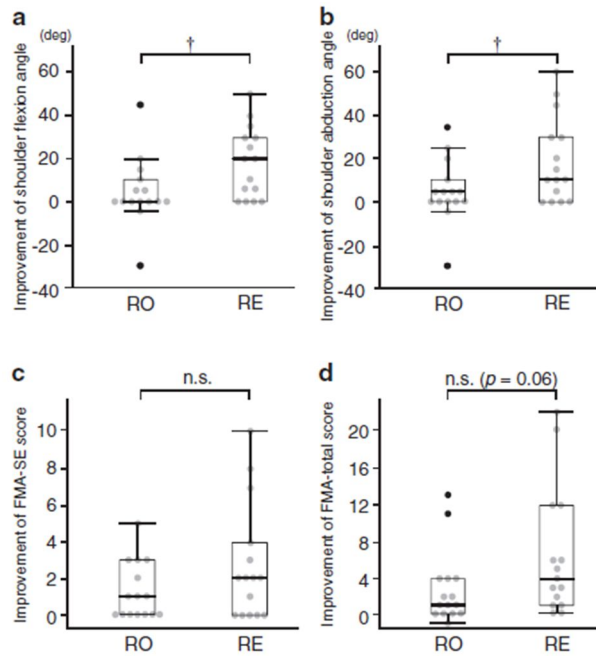 a
(deg)
†
Improvement of shoulder flexion angle
60
40
20
0
-20
-40
RO
RE
b
(deg)
†
Improvement of shoulder abduction angle
60
40
20
0
-20
-40
RO
RE
c
n.s.
Improvement of FMA-SE score
10
8
6
4
2
0
RO
RE
d
n.s. (p = 0.06)
Improvement of FMA-total score
20
16
12
8
4
0
RO
RE